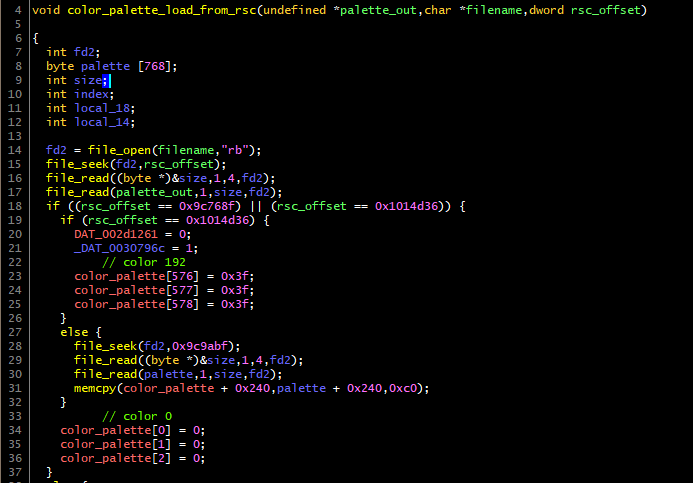 4 void color_palette_load_from_rsc(undefined *palette_out,char *filename,dword rsc_offset)
5
6 {
7 int fd2;
8 byte palette [768];
9 int size;
10 int index;
11 int local_18;
12 int local_14;
13
14 fd2 = file_open(filename,"rb");
15 file_seek(fd2,rsc_offset);
16 file_read((byte *)&size,1,4,fd2);
17 file_read(palette_out,1,size,fd2);
18 if ((rsc_offset == 0x9c768f) || (rsc_offset == 0x1014d36)) {
19 if (rsc_offset == 0x1014d36) {
20 DAT_002d1261 = 0;
21 _DAT_0030796c = 1;
22 // color 192
23 color_palette[576] = 0x3f;
24 color_palette[577] = 0x3f;
25 color_palette[578] = 0x3f;
26 }
27 else {
28 file_seek(fd2,0x9c9abf);
29 file_read((byte *)&size,1,4,fd2);
30 file_read(palette,1,size,fd2);
31 memcpy(color_palette + 0x240,palette + 0x240,0xc0);
32 }
33 // color 0
34 color_palette[0] = 0;
35 color_palette[1] = 0;
36 color_palette[2] = 0;
37 }